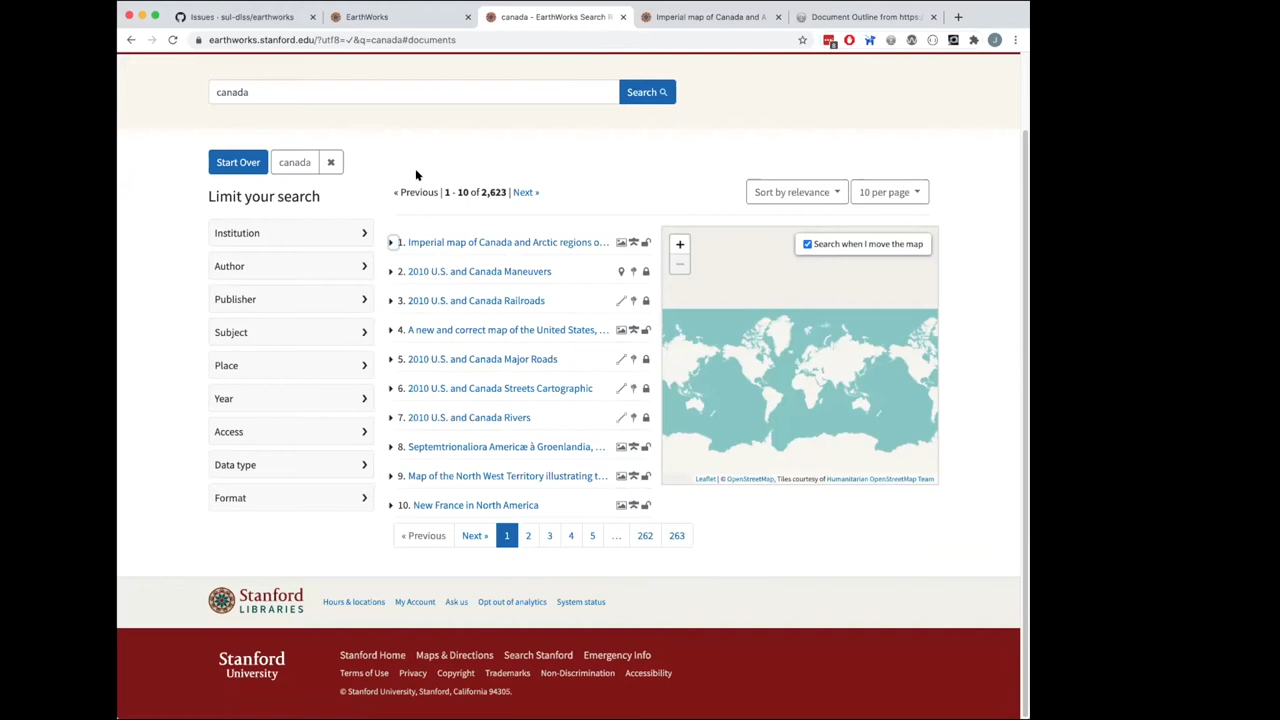 Issues · sul-dlss/earthworks
EarthWorks
canada - EarthWorks Search R
Imperial map of Canada and A
Document Outline from https:
earthworks.stanford.edu/?utf8=✓&q=canada#documents
canada
Search
Start Over
canada ✖
« Previous | 1 - 10 of 2,623 | Next »
Sort by relevance
10 per page
Limit your search
Institution
Author
Publisher
Subject
Place
Year
Access
Data type
Format
1. Imperial map of Canada and Arctic regions o...
2. 2010 U.S. and Canada Maneuvers
3. 2010 U.S. and Canada Railroads
4. A new and correct map of the United States, ...
5. 2010 U.S. and Canada Major Roads
6. 2010 U.S. and Canada Streets Cartographic
7. 2010 U.S. and Canada Rivers
8. Septemtrionaliora Americæ à Groenlandia, ...
9. Map of the North West Territory illustrating t...
10. New France in North America
+
−
Search when I move the map
Leaflet | © OpenStreetMap, Tiles courtesy of Humanitarian OpenStreetMap Team
« Previous Next » 1 2 3 4 5 … 262 263
Stanford
LIBRARIES
Hours & locations My Account Ask us Opt out of analytics System status
Stanford
University
Stanford Home Maps & Directions Search Stanford Emergency Info
Terms of Use Privacy Copyright Trademarks Non-Discrimination Accessibility
© Stanford University, Stanford, California 94305.